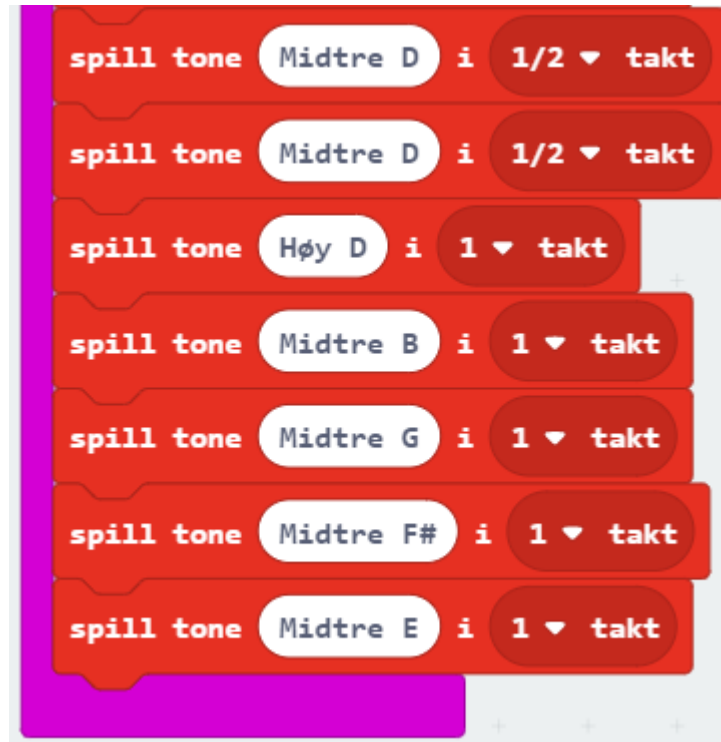 spill tone Midtre D i 1/2 takt
spill tone Midtre D i 1/2 takt
spill tone Høy D i 1 takt
spill tone Midtre B i 1 takt
spill tone Midtre G i 1 takt
spill tone Midtre F# i 1 takt
spill tone Midtre E i 1 takt